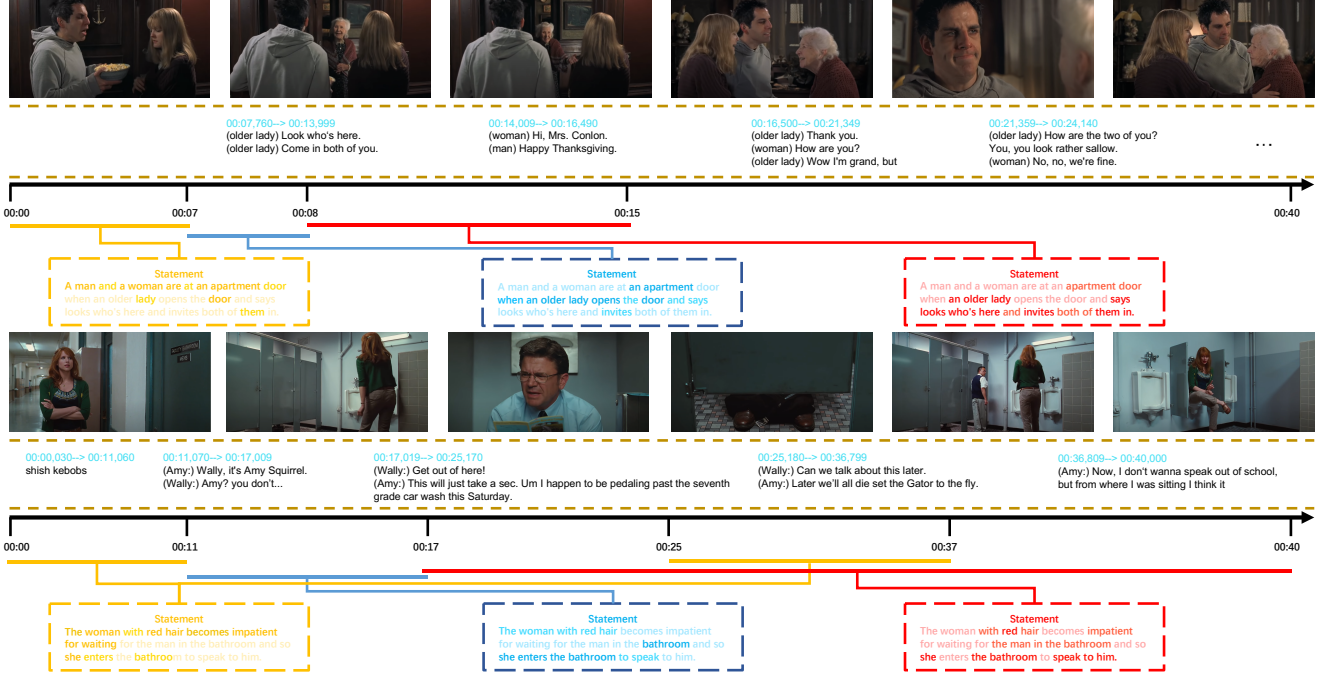 00:07,760--> 00:13,999
(older lady) Look who's here.
(older lady) Come in both of you.
00:14,009--> 00:16,490
(woman) Hi, Mrs. Conlon.
(man) Happy Thanksgiving.
00:16,500--> 00:21,349
(older lady) Thank you.
(woman) How are you?
(older lady) Wow I'm grand, but
00:21,359--> 00:24,140
(older lady) How are the two of you?
You, you look rather sallow.
(woman) No, no, we're fine.
...
00:00
00:07
00:08
00:15
00:40
Statement
A man and a woman are at an apartment door
when an older lady opens the door and says
looks who's here and invites both of them in.
Statement
A man and a woman are at an apartment door
when an older lady opens the door and says
looks who's here and invites both of them in.
Statement
A man and a woman are at an apartment door
when an older lady opens the door and says
looks who's here and invites both of them in.
00:00,030--> 00:11,060
shish kebobs
00:11,070--> 00:17,009
(Amy:) Wally, it's Amy Squirrel.
(Wally:) Amy? you don't...
00:17,019--> 00:25,170
(Wally:) Get out of here!
(Amy:) This will just take a sec. Um I happen to be pedaling past the seventh
grade car wash this Saturday.
00:25,180--> 00:36,799
(Wally:) Can we talk about this later.
(Amy:) Later we'll all die set the Gator to the fly.
00:36,809--> 00:40,000
(Amy:) Now, I don't wanna speak out of school,
but from where I was sitting I think it
00:00
00:11
00:17
00:25
00:37
00:40
Statement
The woman with red hair becomes impatient
for waiting for the man in the bathroom and so
she enters the bathroom to speak to him.
Statement
The woman with red hair becomes impatient
for waiting for the man in the bathroom and so
she enters the bathroom to speak to him.
Statement
The woman with red hair becomes impatient
for waiting for the man in the bathroom and so
she enters the bathroom to speak to him.